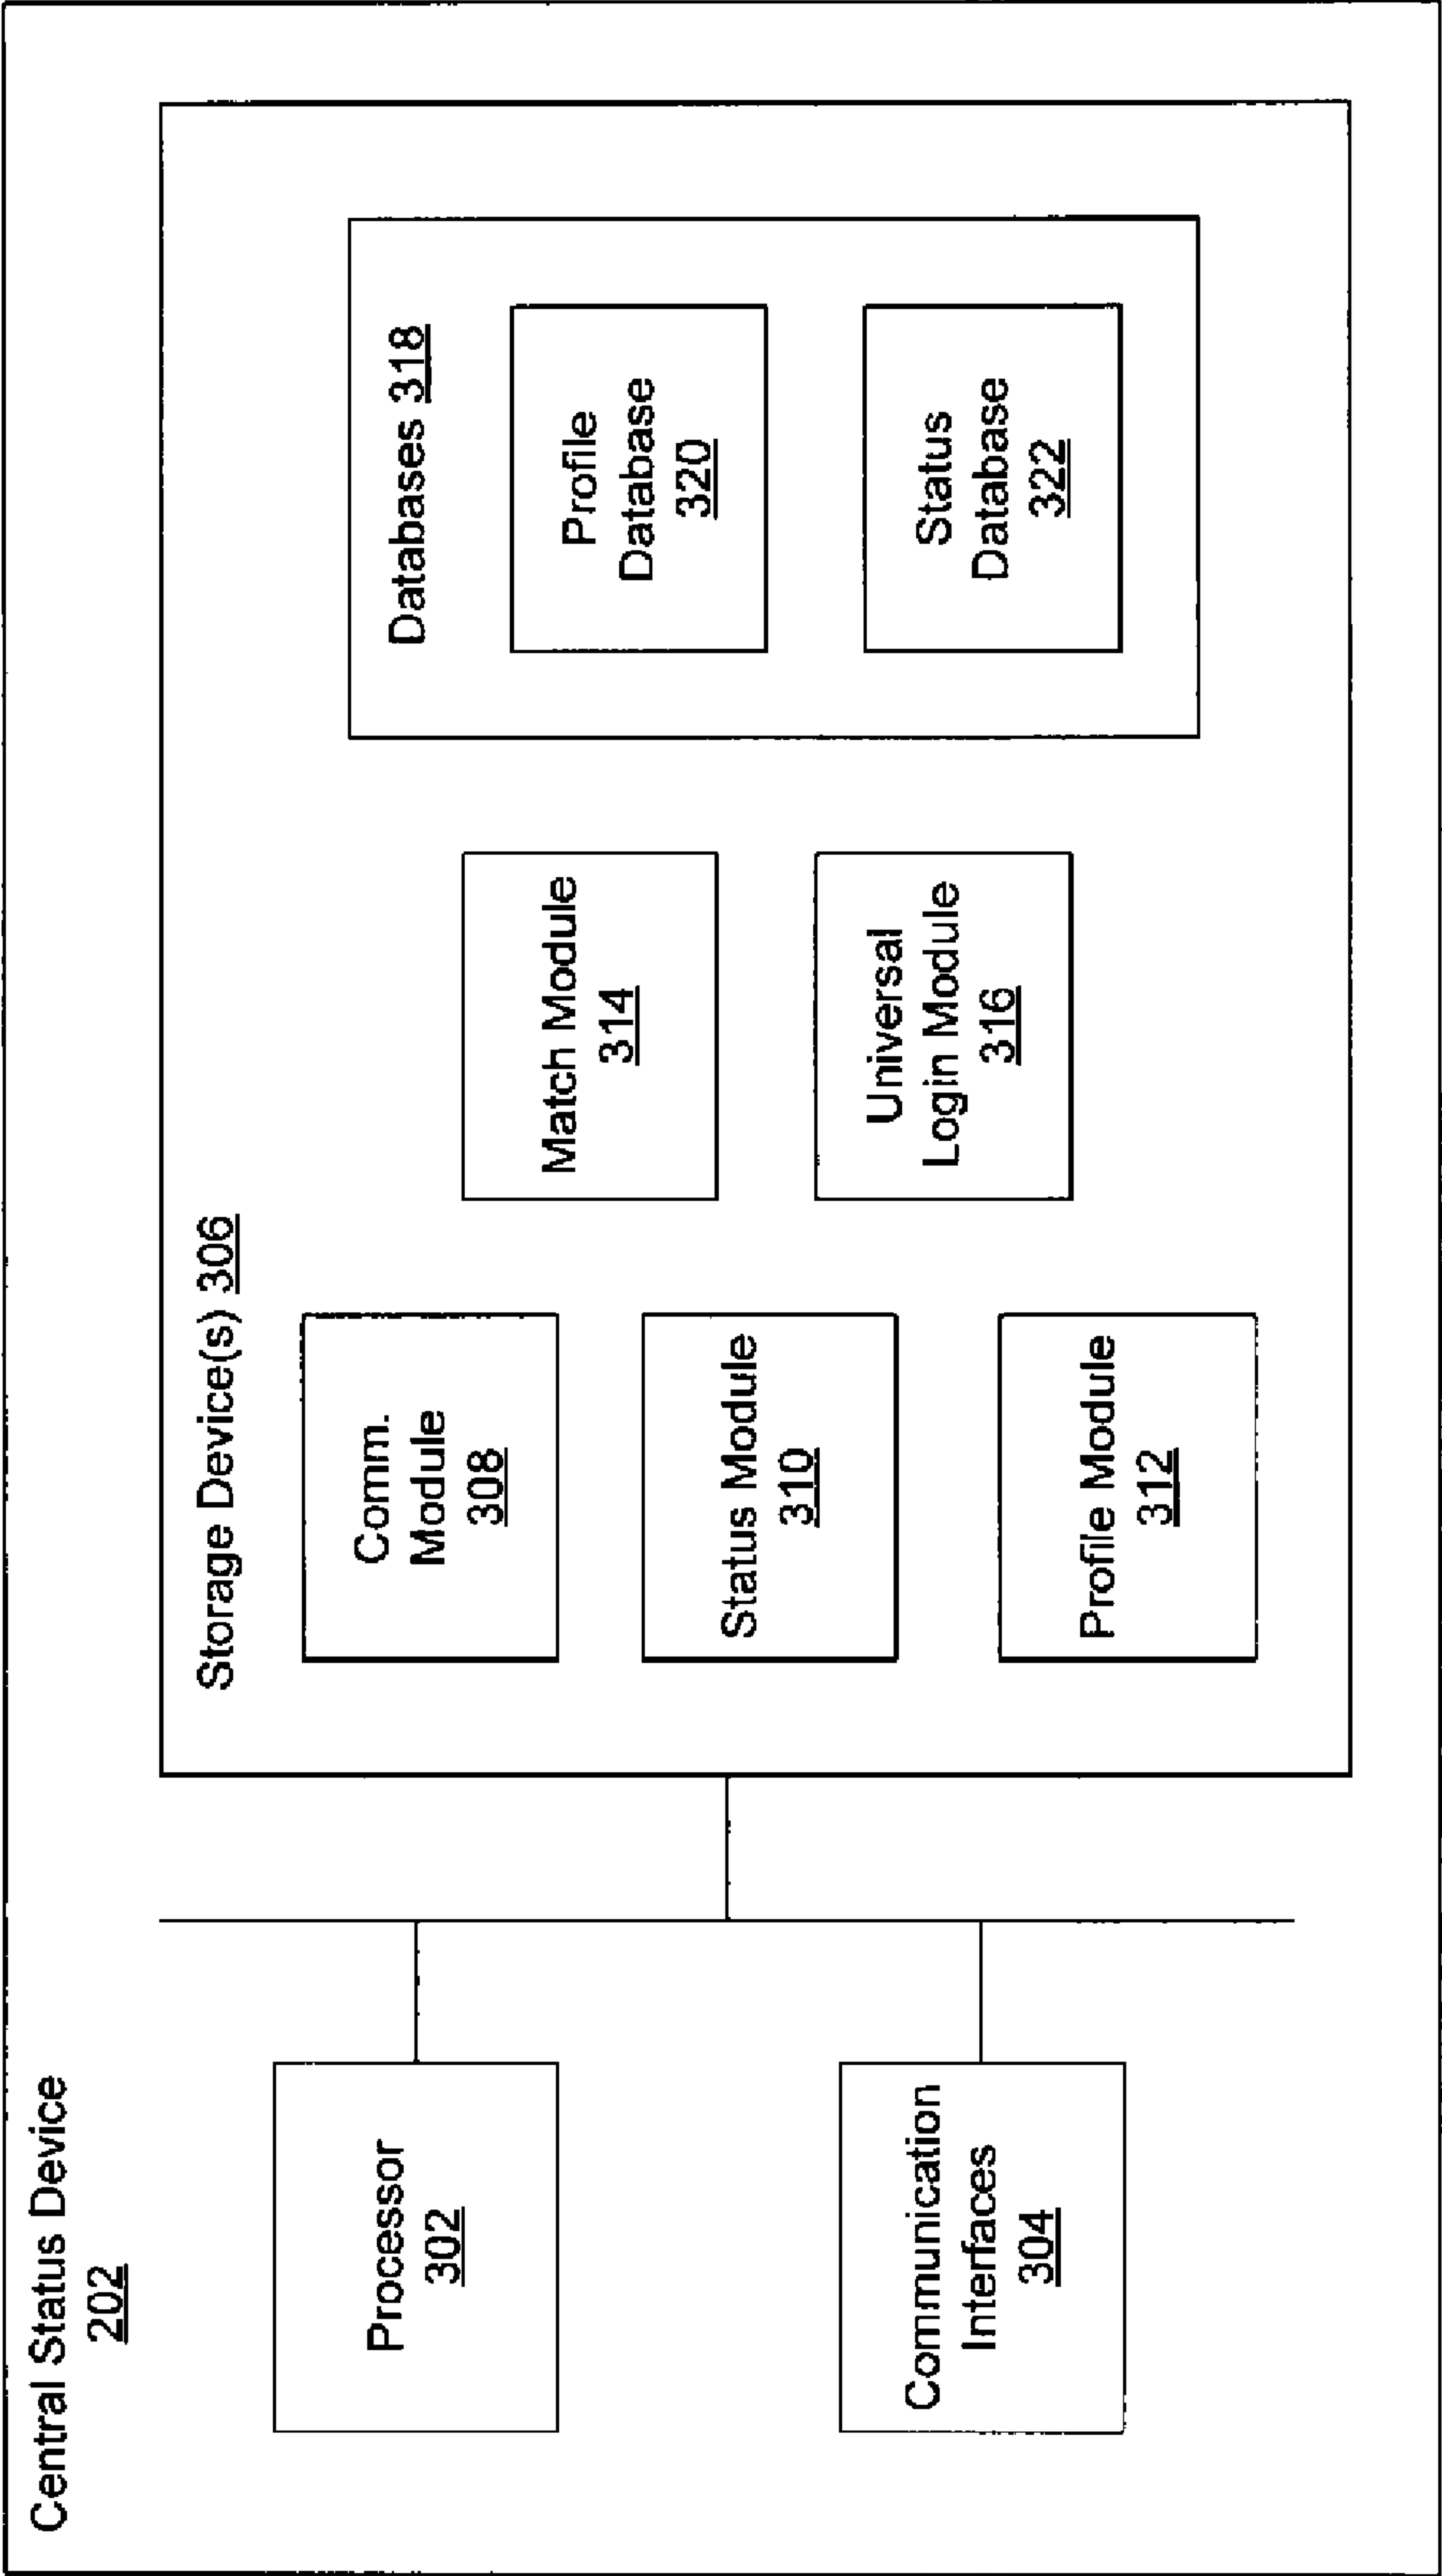 Central Status Device
202
Processor
302
Communication
Interfaces
304
Storage Device(s) 306
Comm.
Module
308
Status Module
310
Profile Module
312
Match Module
314
Universal
Login Module
316
Databases 318
Profile
Database
320
Status
Database
322